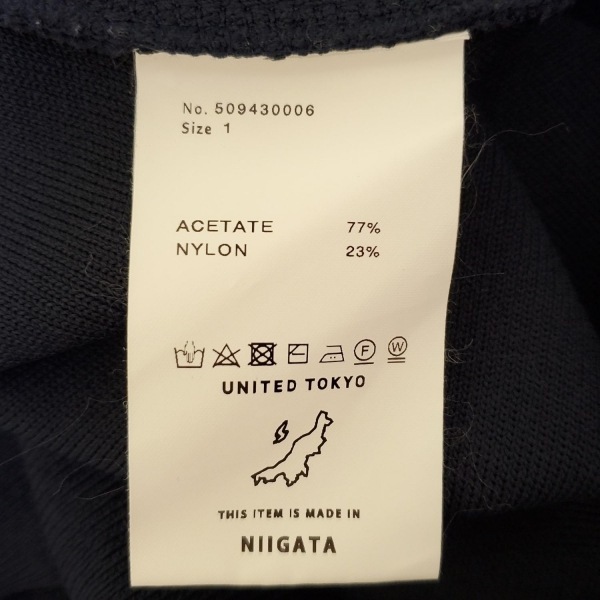 No. 509430006
Size 1
ACETATE 77%
NYLON 23%
F W
UNITED TOKYO
THIS ITEM IS MADE IN
NIIGATA